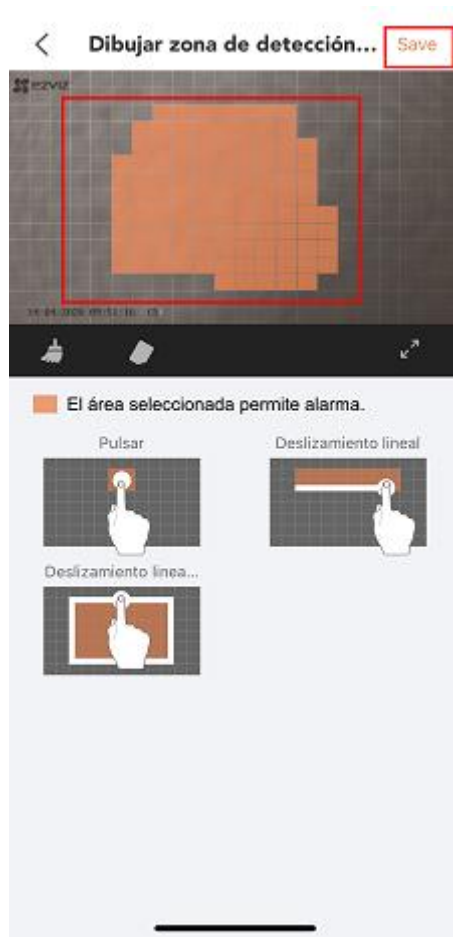 Dibujar zona de detección...
Save
ezviz
El área seleccionada permite alarma.
Pulsar
Deslizamiento lineal
Deslizamiento linea...